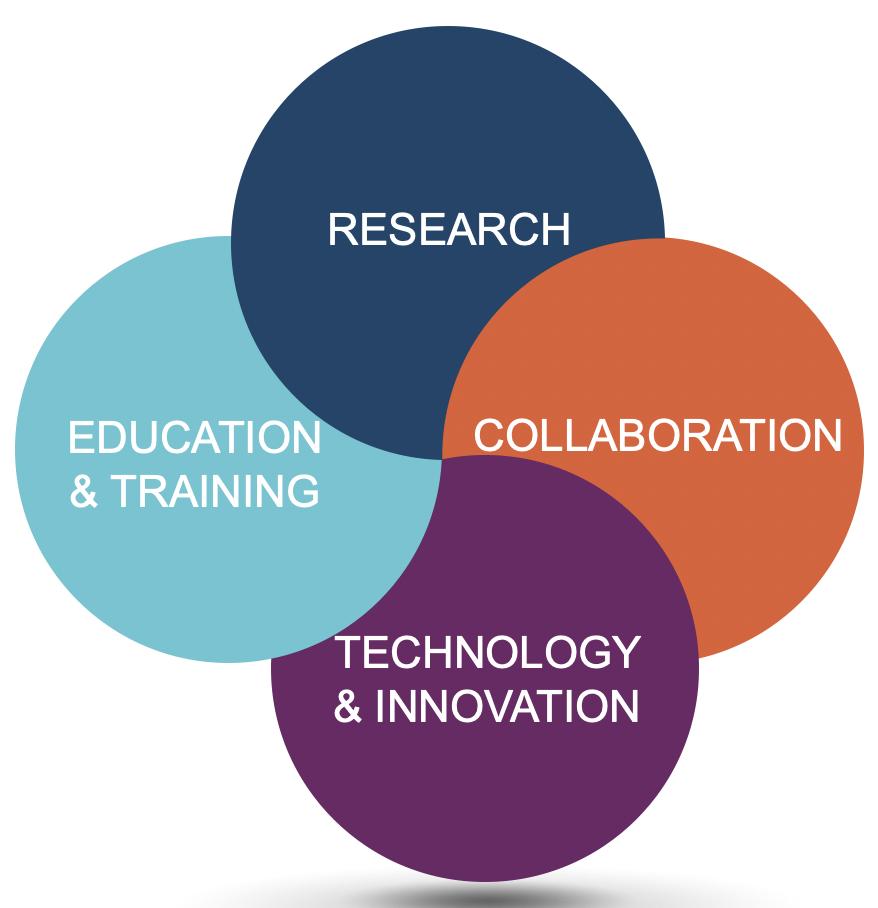 RESEARCH
EDUCATION
& TRAINING
COLLABORATION
TECHNOLOGY
& INNOVATION